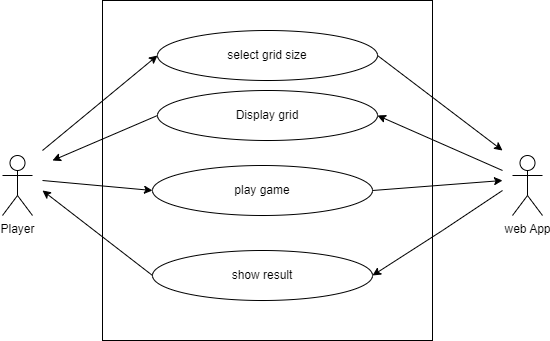 select grid size
Display grid
play game
Player
web App
show result